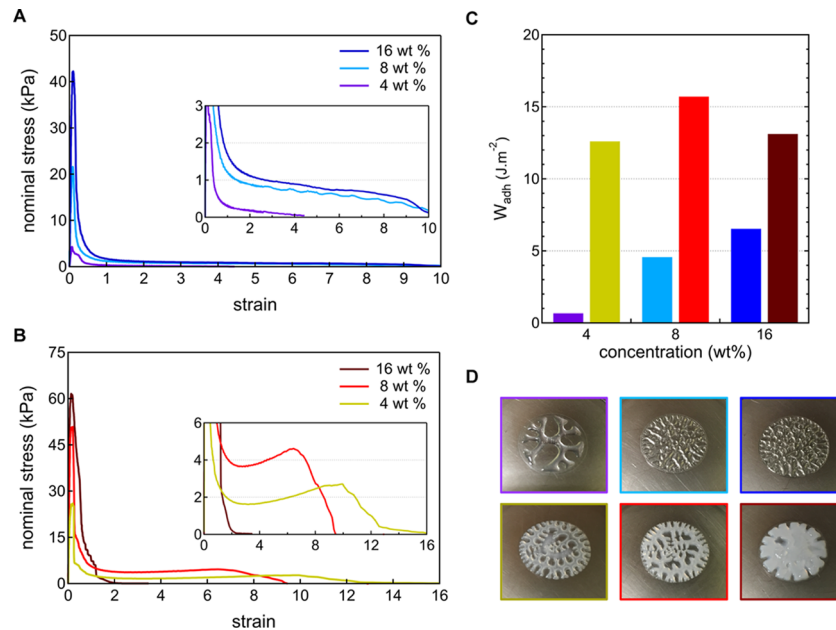 A
50
40
30
20
10
0
nominal stress (kPa)
16 wt %
8 wt %
4 wt %
3
2
1
0
0 2 4 6 8 10
0 1 2 3 4 5 6 7 8 9 10
strain
B
75
60
45
30
15
0
nominal stress (kPa)
16 wt %
8 wt %
4 wt %
6
4
2
0
0 3 6 9 12 16
0 2 4 6 8 10 12 14 16
strain
C
20
15
10
5
0
W_adh (J.m⁻²)
4 8 16
concentration (wt%)
D